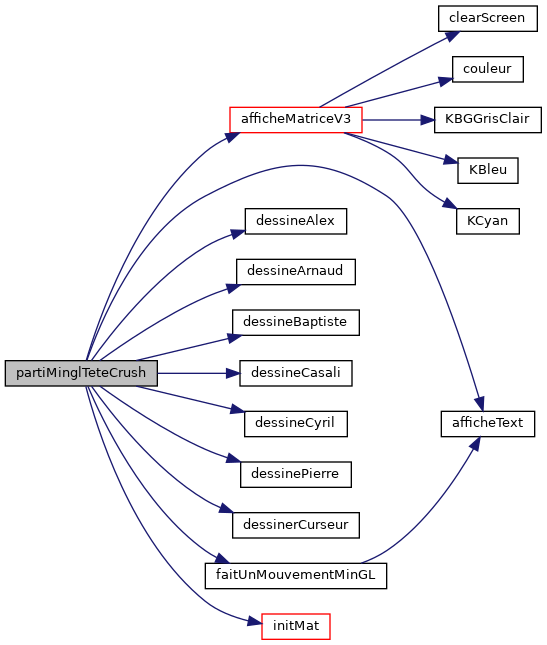 clearScreen
couleur
afficheMatriceV3
KBGGrisClair
KBleu
dessineAlex
KCyan
dessineArnaud
dessineBaptiste
partiMinglTeteCrush
dessineCasali
dessineCyril
afficheText
dessinePierre
dessinerCurseur
faitUnMouvementMinGL
initMat